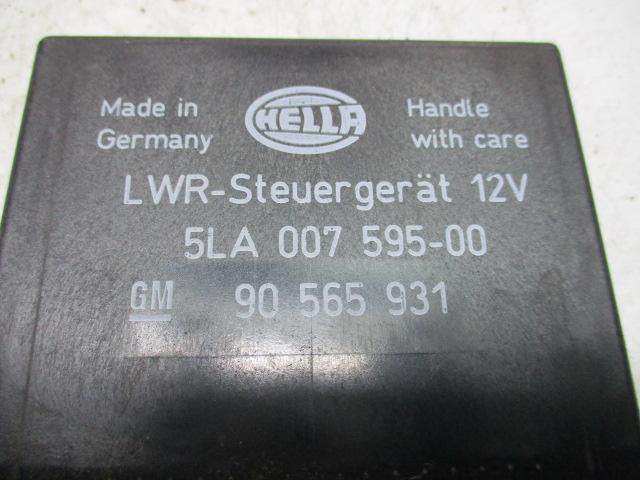 Made in
Germany
HELLA
Handle
with care
LWR-Steuergerät 12V
5LA 007 595-00
GM 90 565 931